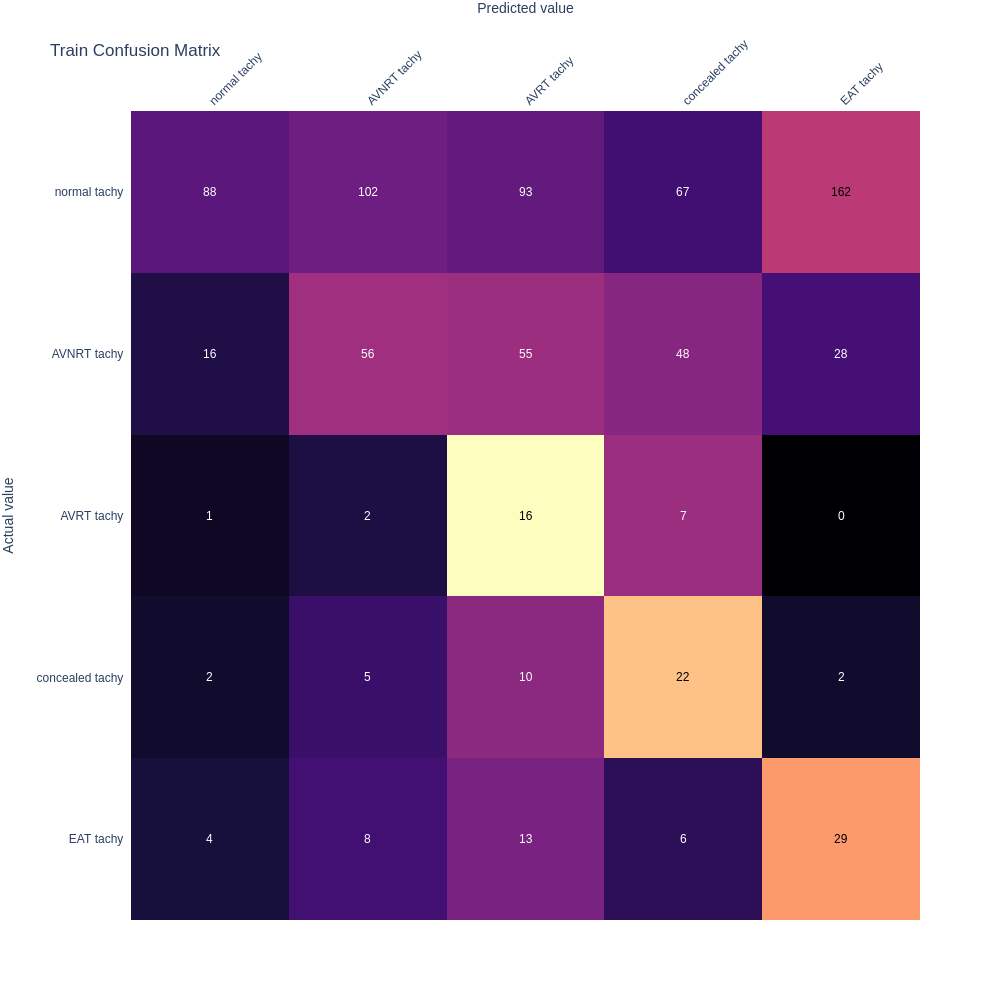 Predicted value
Train Confusion Matrix
normal tachy
AVNRT tachy
AVRT tachy
concealed tachy
EAT tachy
Actual value
normal tachy 88 102 93 67 162
AVNRT tachy 16 56 55 48 28
AVRT tachy 1 2 16 7 0
concealed tachy 2 5 10 22 2
EAT tachy 4 8 13 6 29